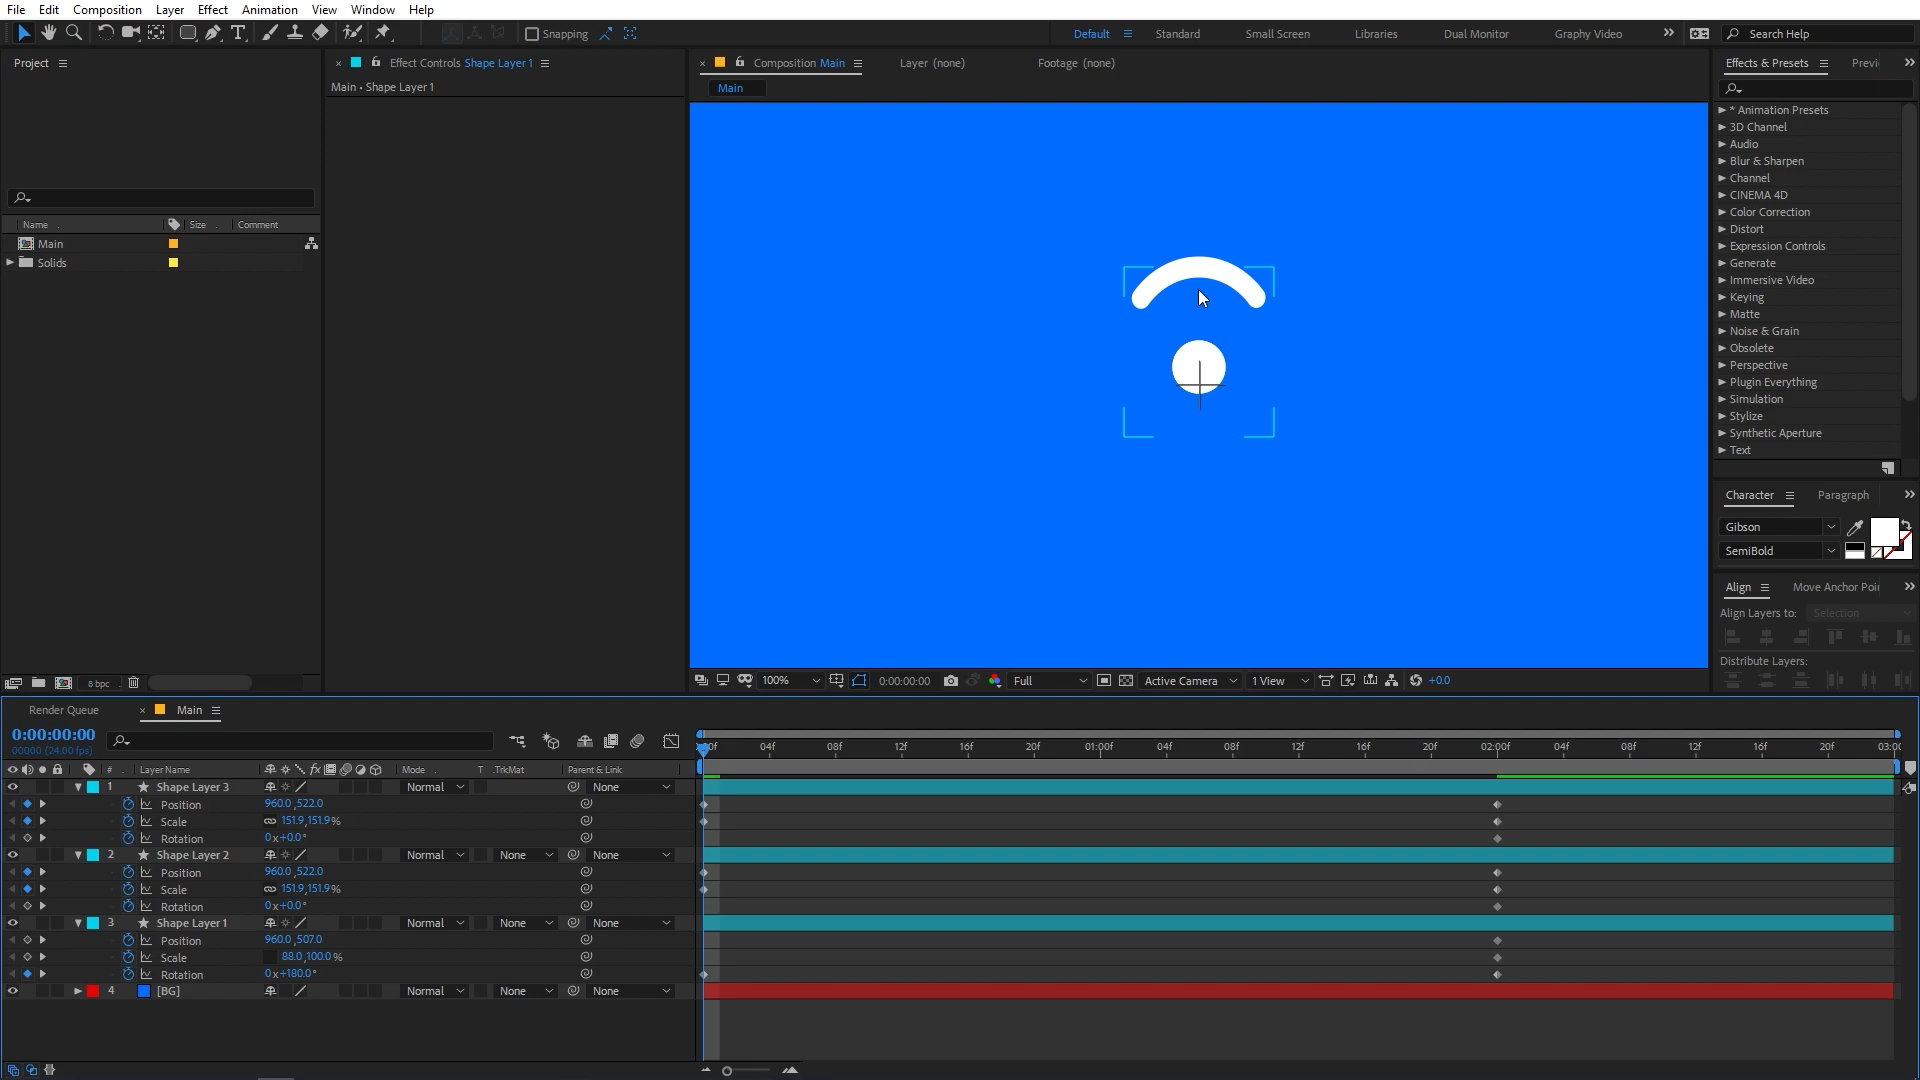 File Edit Composition Layer Effect Animation View Window Help
Snapping Default Standard Small Screen Libraries Dual Monitor Graphy Video Search Help
Project
Effect Controls Shape Layer 1
Composition Main
Layer (none)
Footage (none)
Effects & Presets
Main • Shape Layer 1
Main
* Animation Presets
3D Channel
Audio
Blur & Sharpen
Channel
CINEMA 4D
Color Correction
Distort
Expression Controls
Generate
Immersive Video
Keying
Matte
Noise & Grain
Obsolete
Perspective
Plugin Everything
Simulation
Stylize
Synthetic Aperture
Text
Name Size Comment
Main
Solids
Character Paragraph
Gibson
SemiBold
Align Move Anchor Poi
Align Layers to: Selection
Distribute Layers:
8 bpc
100% 0:00:00:00 Full Active Camera 1 View +0.0
Render Queue Main
0:00:00:00
00000 (24.00 fps)
04f 08f 12f 16f 20f 01:00f 04f 08f 12f 16f 20f 02:00f 04f 08f 12f 16f 20f 03:00
# Layer Name Mode T .TrkMat Parent & Link
1 Shape Layer 3 Normal None
Position 960.0 ,522.0
Scale 151.9,151.9%
Rotation 0x+0.0°
2 Shape Layer 2 Normal None None
Position 960.0 ,522.0
Scale 151.9,151.9%
Rotation 0x+0.0°
3 Shape Layer 1 Normal None None
Position 960.0 ,507.0
Scale 88.0,100.0%
Rotation 0x+180.0°
4 [BG] Normal None None